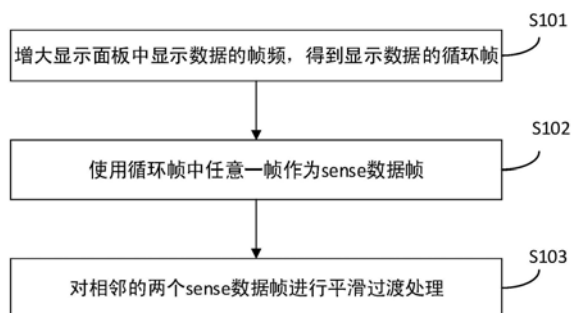 S101
增大显示面板中显示数据的帧频，得到显示数据的循环帧
S102
使用循环帧中任意一帧作为sense数据帧
S103
对相邻的两个sense数据帧进行平滑过渡处理